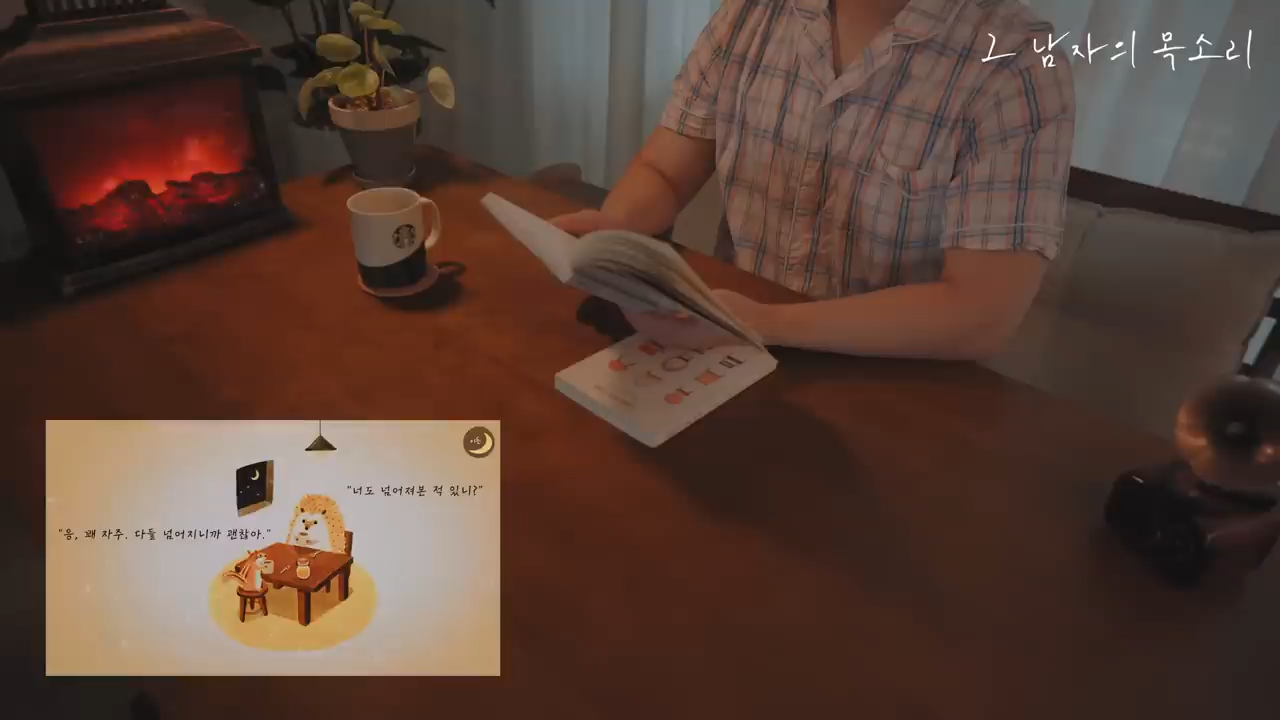 그 남자의 목소리
"너도 넘어져본 적 있니?"
"응, 꽤 자주. 다들 넘어지니까 괜찮아."